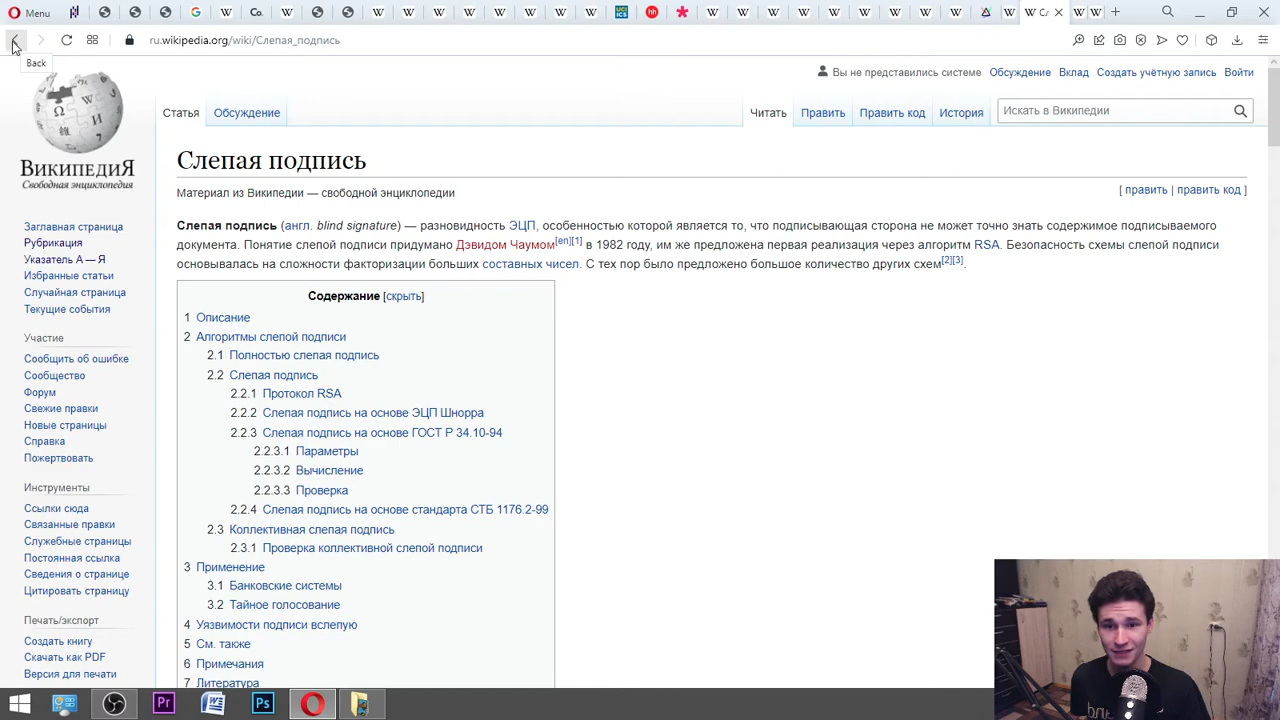 Menu
Co.
UCI
ICS
hh
ru.wikipedia.org/wiki/Слепая_подпись
Back
Вы не представились системе
Обсуждение
Вклад
Создать учётную запись
Войти
Статья
Обсуждение
Читать
Править
Править код
История
Искать в Википедии
ВИКИПЕДИЯ
Свободная энциклопедия
Слепая подпись
Материал из Википедии — свободной энциклопедии
[ править | править код ]
Слепая подпись (англ. blind signature) — разновидность ЭЦП, особенностью которой является то, что подписывающая сторона не может точно знать содержимое подписываемого
документа. Понятие слепой подписи придумано Дэвидом Чаумом[en][1] в 1982 году, им же предложена первая реализация через алгоритм RSA. Безопасность схемы слепой подписи
основывалась на сложности факторизации больших составных чисел. С тех пор было предложено большое количество других схем[2][3].
Содержание [скрыть]
1 Описание
2 Алгоритмы слепой подписи
2.1 Полностью слепая подпись
2.2 Слепая подпись
2.2.1 Протокол RSA
2.2.2 Слепая подпись на основе ЭЦП Шнорра
2.2.3 Слепая подпись на основе ГОСТ Р 34.10-94
2.2.3.1 Параметры
2.2.3.2 Вычисление
2.2.3.3 Проверка
2.2.4 Слепая подпись на основе стандарта СТБ 1176.2-99
2.3 Коллективная слепая подпись
2.3.1 Проверка коллективной слепой подписи
3 Применение
3.1 Банковские системы
3.2 Тайное голосование
4 Уязвимости подписи вслепую
5 См. также
6 Примечания
7 Литература
Заглавная страница
Рубрикация
Указатель А — Я
Избранные статьи
Случайная страница
Текущие события
Участие
Сообщить об ошибке
Сообщество
Форум
Свежие правки
Новые страницы
Справка
Пожертвовать
Инструменты
Ссылки сюда
Связанные правки
Служебные страницы
Постоянная ссылка
Сведения о странице
Цитировать страницу
Печать/экспорт
Создать книгу
Скачать как PDF
Версия для печати
Pr
Ps